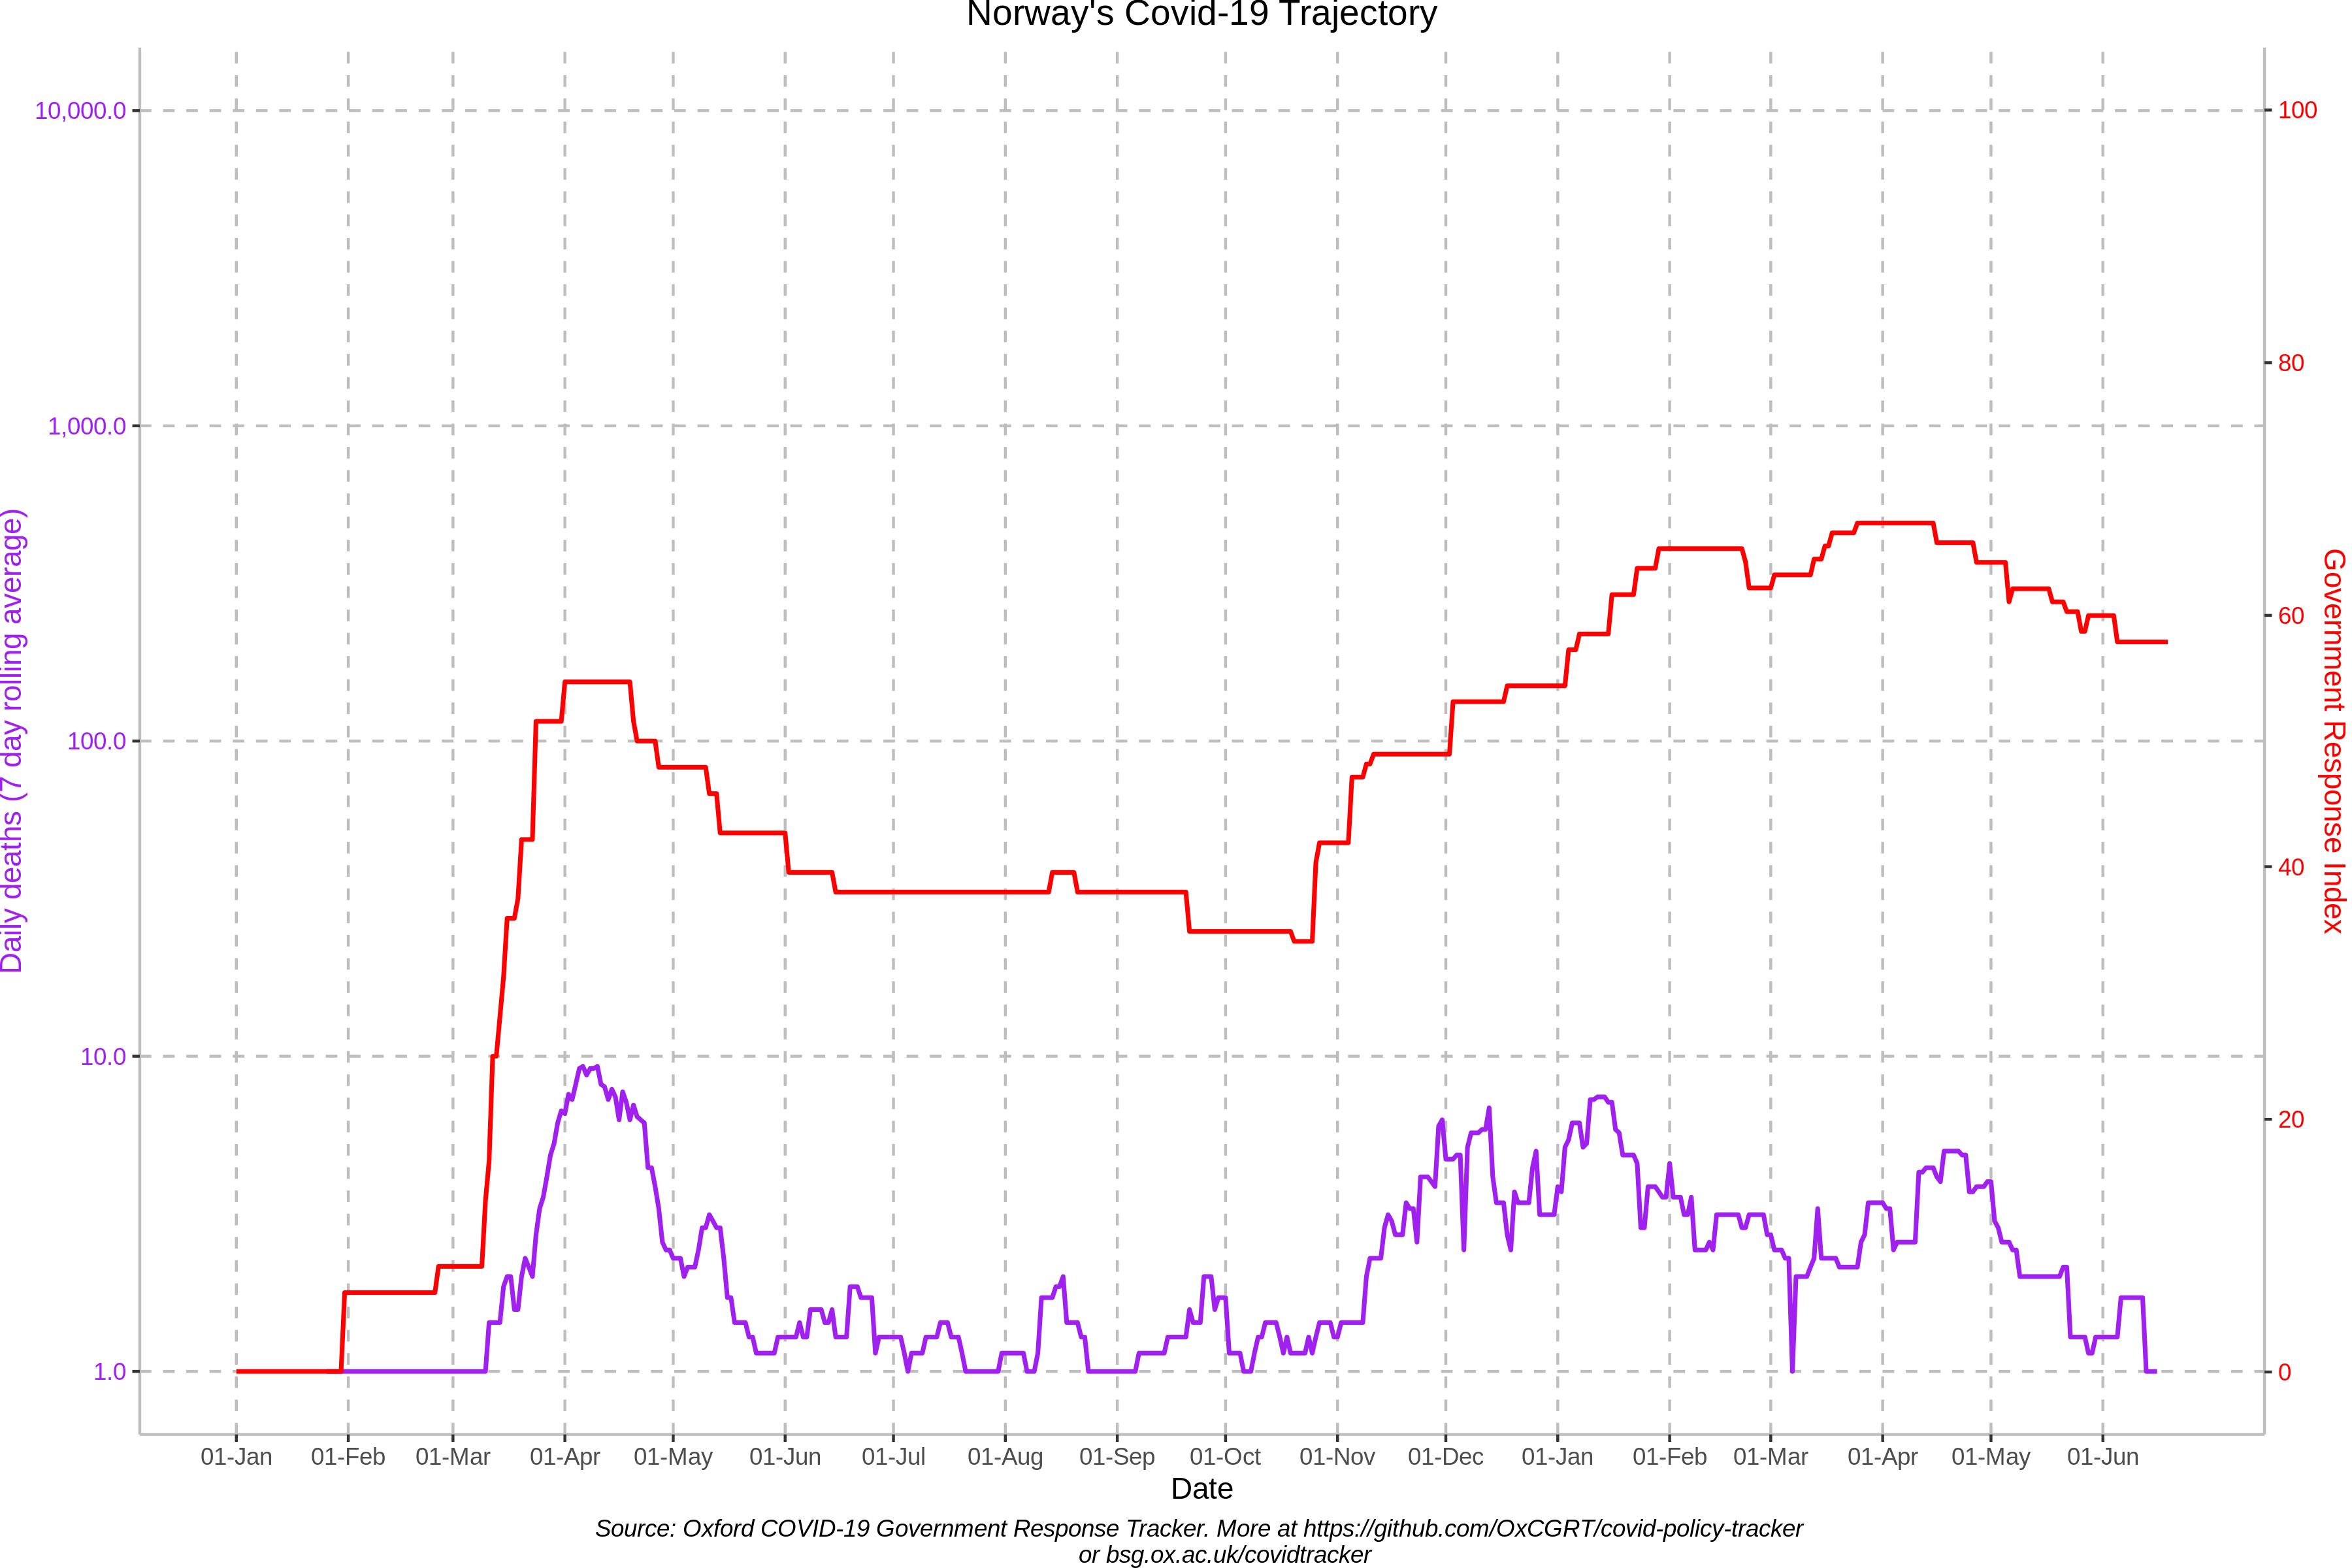 Norway's Covid-19 Trajectory
Daily deaths (7 day rolling average)
10,000.0
1,000.0
100.0
10.0
1.0
100
80
60
40
20
0
Government Response Index
01-Jan 01-Feb 01-Mar 01-Apr 01-May 01-Jun 01-Jul 01-Aug 01-Sep 01-Oct 01-Nov 01-Dec 01-Jan 01-Feb 01-Mar 01-Apr 01-May 01-Jun
Date
Source: Oxford COVID-19 Government Response Tracker. More at https://github.com/OxCGRT/covid-policy-tracker
or bsg.ox.ac.uk/covidtracker